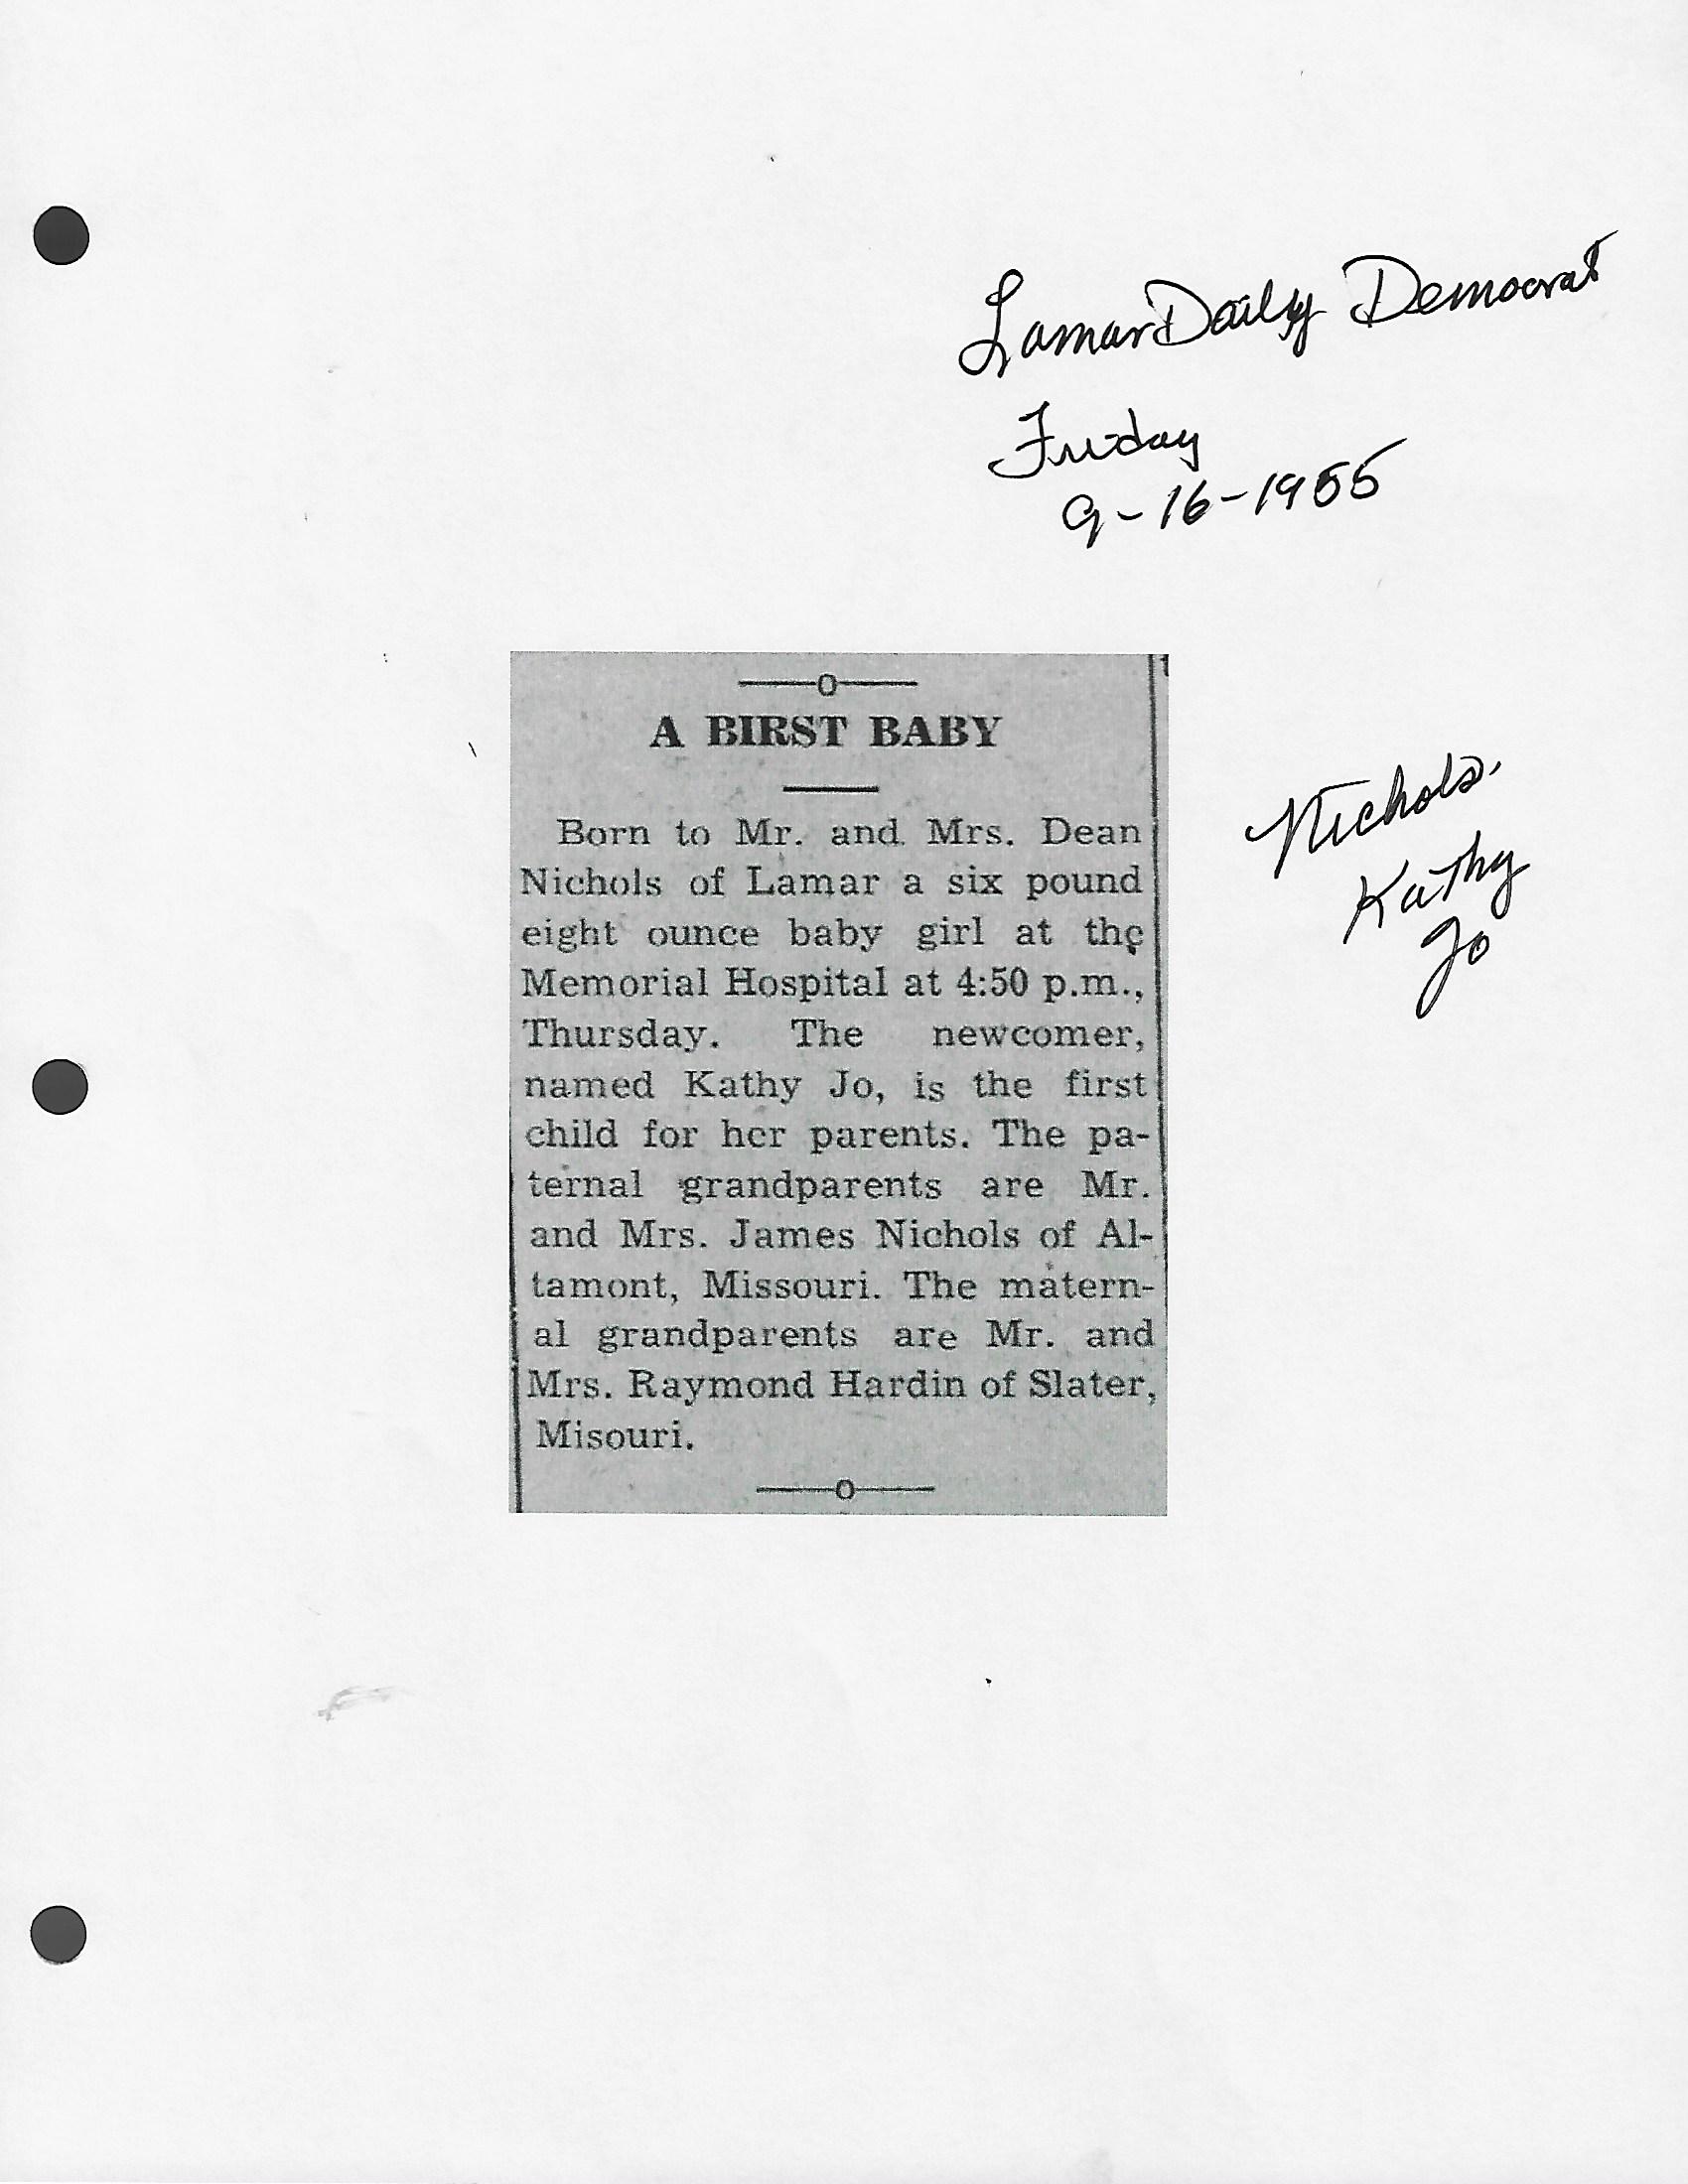 Lamar Daily Democrat
Friday
9-16-1955
—o—
A BIRST BABY
Born to Mr. and Mrs. Dean
Nichols of Lamar a six pound
eight ounce baby girl at the
Memorial Hospital at 4:50 p.m.,
Thursday. The newcomer,
named Kathy Jo, is the first
child for her parents. The pa-
ternal grandparents are Mr.
and Mrs. James Nichols of Al-
tamont, Missouri. The matern-
al grandparents are Mr. and
Mrs. Raymond Hardin of Slater,
Misouri.
—o—
Nichols,
Kathy
Jo